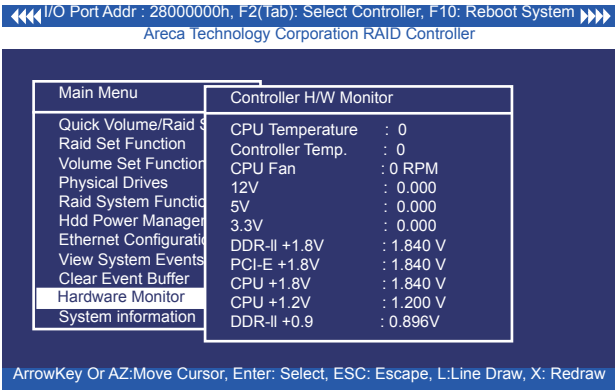 I/O Port Addr : 28000000h, F2(Tab): Select Controller, F10: Reboot System
Areca Technology Corporation RAID Controller
Main Menu
Quick Volume/Raid S
Raid Set Function
Volume Set Function
Physical Drives
Raid System Functio
Hdd Power Manager
Ethernet Configurati
View System Events
Clear Event Buffer
Hardware Monitor
System information
Controller H/W Monitor
CPU Temperature : 0
Controller Temp. : 0
CPU Fan : 0 RPM
12V : 0.000
5V : 0.000
3.3V : 0.000
DDR-II +1.8V : 1.840 V
PCI-E +1.8V : 1.840 V
CPU +1.8V : 1.840 V
CPU +1.2V : 1.200 V
DDR-II +0.9 : 0.896V
ArrowKey Or AZ:Move Cursor, Enter: Select, ESC: Escape, L:Line Draw, X: Redraw